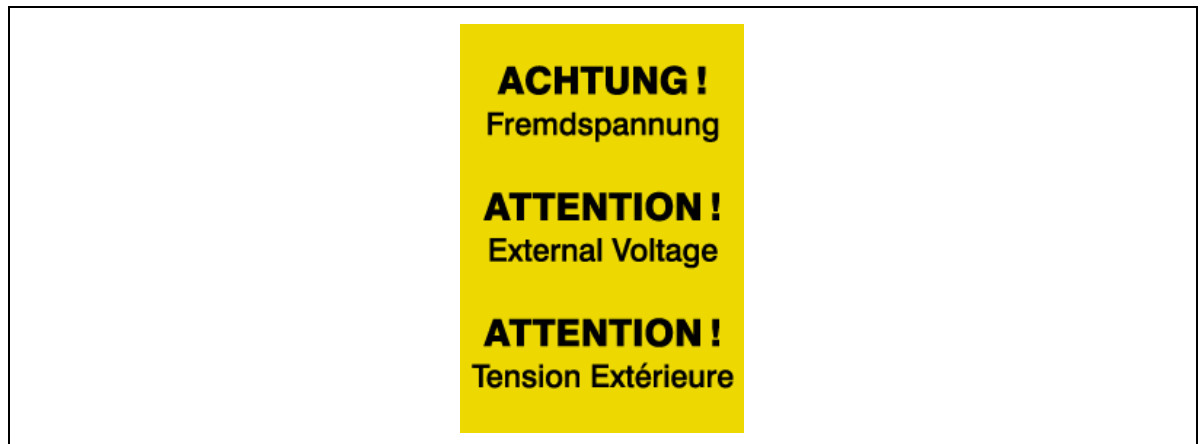 ACHTUNG !
Fremdspannung
ATTENTION !
External Voltage
ATTENTION !
Tension Extérieure